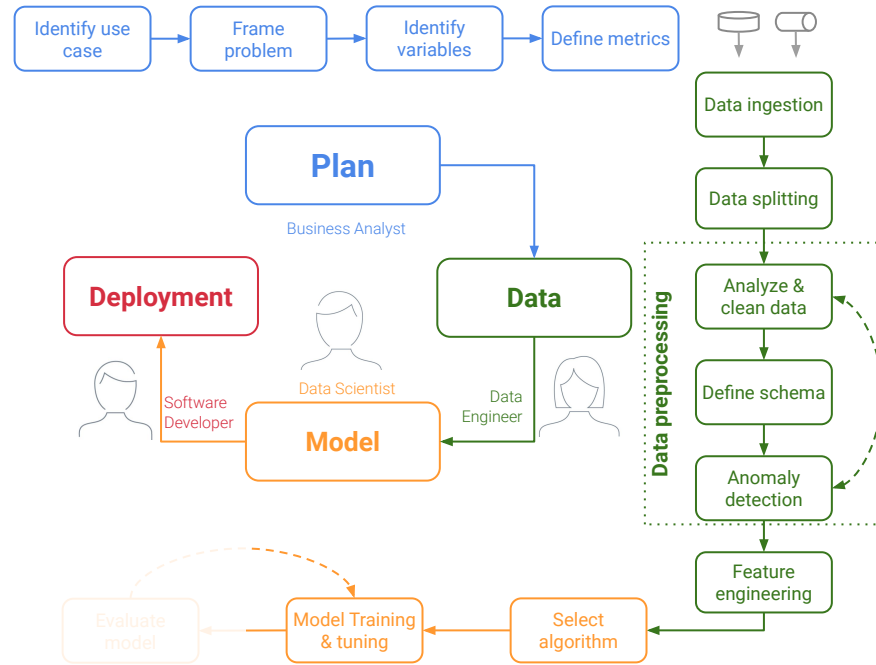 Identify use
case
Frame
problem
Identify
variables
Define metrics
Data ingestion
Data splitting
Data preprocessing
Analyze &
clean data
Define schema
Anomaly
detection
Feature
engineering
Select
algorithm
Model Training
& tuning
Evaluate
model
Plan
Business Analyst
Data
Data
Engineer
Data Scientist
Model
Software
Developer
Deployment